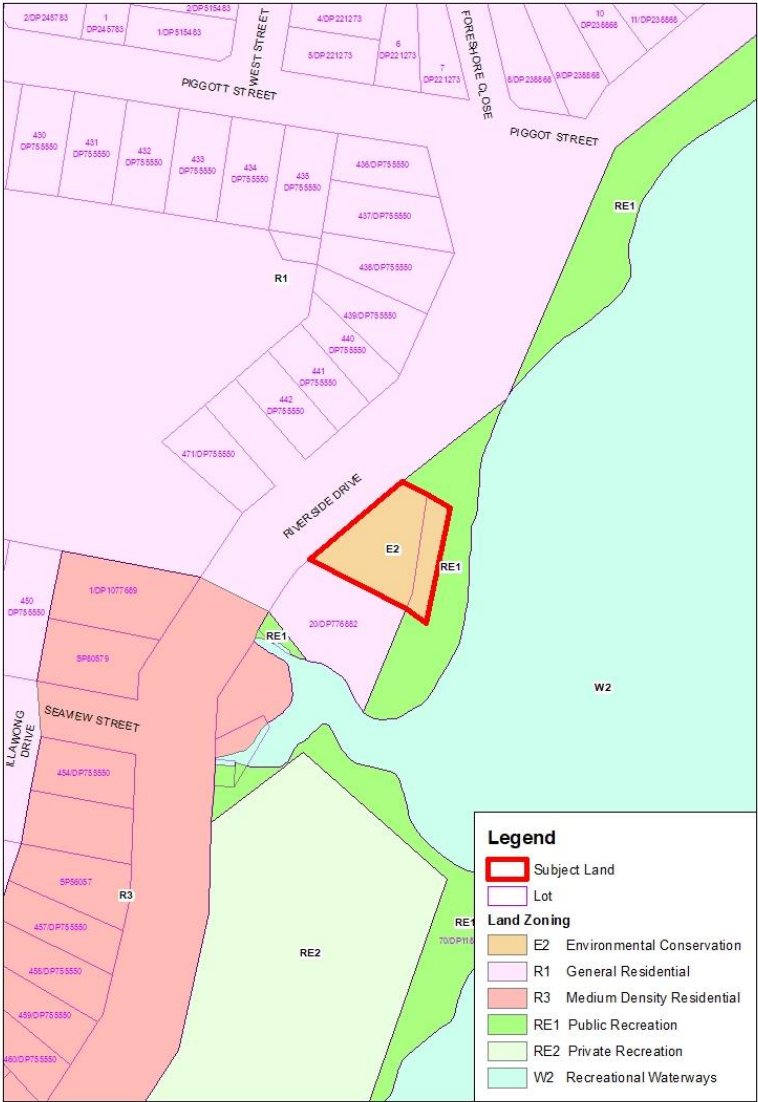 2/DP245783
1
DP245783
2/DP515483
1/DP515483
WEST STREET
4/DP221273
5/DP221273
6
DP221273
7
DP221273
FORESHORE CLOSE
10
DP238868
11/DP238868
8/DP238868
9/DP238868
PIGGOTT STREET
PIGGOT STREET
430
DP755550
431
DP755550
432
DP755550
433
DP755550
434
DP755550
435
DP755550
436/DP755550
437/DP755550
438/DP755550
439/DP755550
440
DP755550
441
DP755550
442
DP755550
471/DP755550
R1
RE1
RIVERSIDE DRIVE
E2
RE1
450
DP755550
1/DP1077689
20/DP776882
RE1
SP80579
W2
SEAVIEW STREET
ILLAWONG
DRIVE
454/DP755550
SP56057
R3
457/DP755550
458/DP755550
459/DP755550
460/DP755550
RE2
RE1
70/DP118
Legend
Subject Land
Lot
Land Zoning
E2 Environmental Conservation
R1 General Residential
R3 Medium Density Residential
RE1 Public Recreation
RE2 Private Recreation
W2 Recreational Waterways